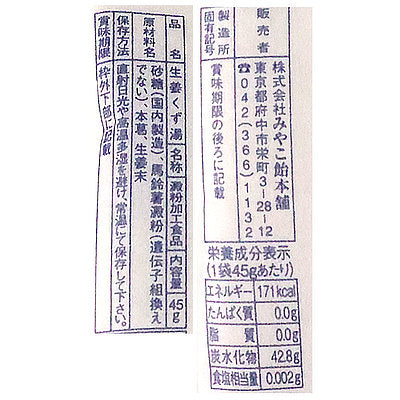 品名 生姜くず湯 名称 澱粉加工食品 内容量 45g
原材料名 砂糖(国内製造)、馬鈴薯澱粉(遺伝子組換え
でない)、本葛、生姜末
保存方法 直射日光や高温多湿を避け、常温にて保存して下さい。
賞味期限 枠外下部に記載
販売者 株式会社みやこ飴本舗
東京都府中市栄町3-28-12
☎042(366)1132
製造所固有記号 賞味期限の後ろに記載
栄養成分表示
(1袋45gあたり)
エネルギー 171kcal
たんぱく質 0.0g
脂質 0.0g
炭水化物 42.8g
食塩相当量 0.002g